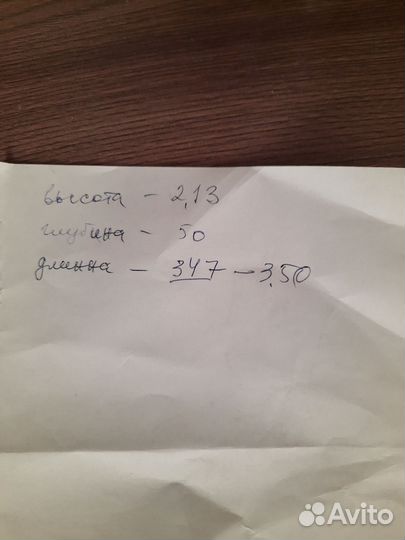 высота - 2,13
глубина - 50
длинна - 347 - 3,50
Avito